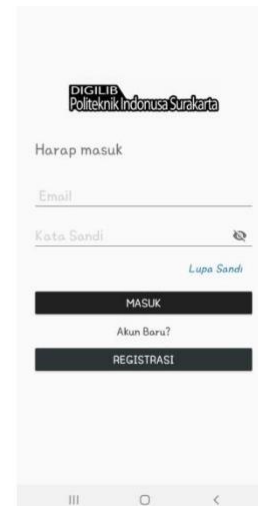 DIGILIB
Politeknik Indonusa Surakarta
Harap masuk
Email
Kata Sandi
Lupa Sandi
MASUK
Akun Baru?
REGISTRASI